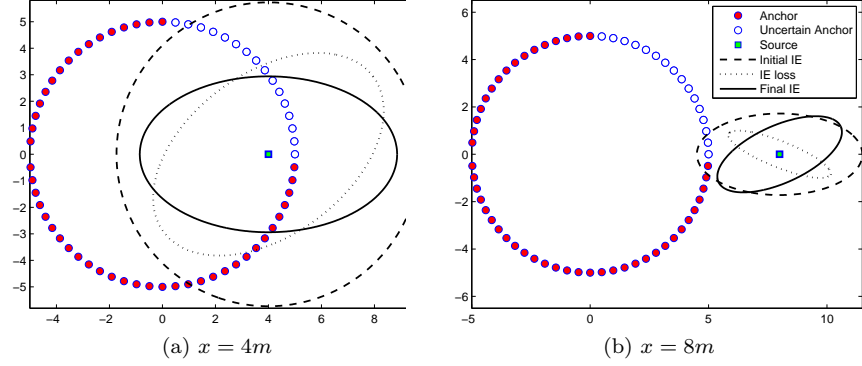 5
4
3
2
1
0
−1
−2
−3
−4
−5
−4 −2 0 2 4 6 8
(a) x = 4m
6
4
2
0
−2
−4
−6
−5 0 5 10
Anchor
Uncertain Anchor
Source
Initial IE
IE loss
Final IE
(b) x = 8m